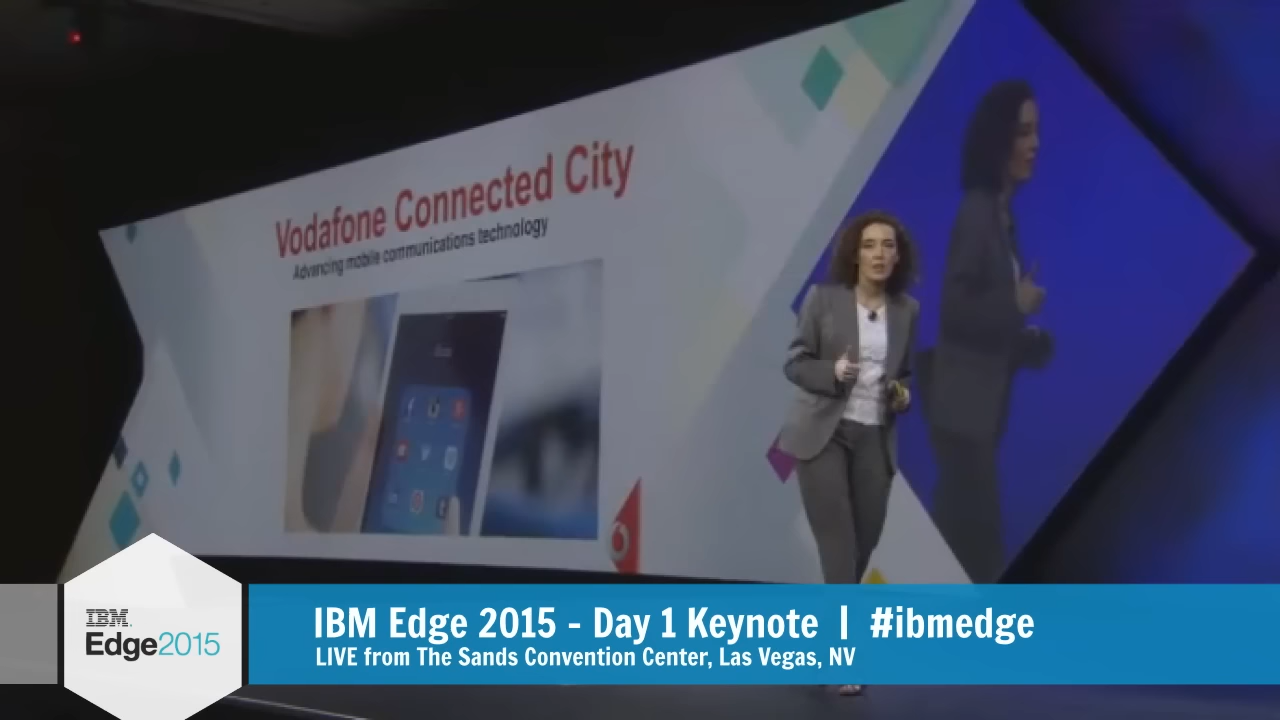 Vodafone Connected City
Advancing mobile communications technology
IBM
Edge2015
IBM Edge 2015 - Day 1 Keynote | #ibmedge
LIVE from The Sands Convention Center, Las Vegas, NV